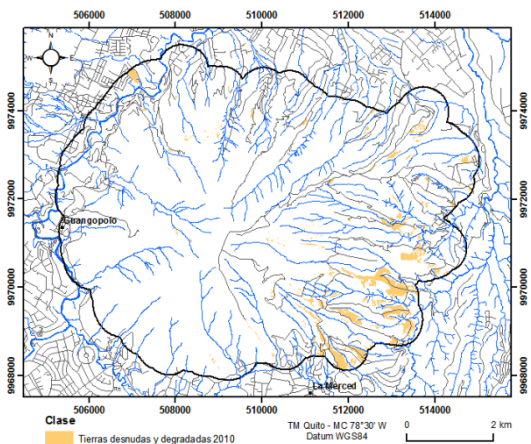 506000 508000 510000 512000 514000
N
W E
S
9974000 9974000
9972000 9972000
Guangopolo
9970000 9970000
9968000 9968000
La Merced
506000 508000 510000 512000 514000
Clase
Tierras desnudas y degradadas 2010
TM Quito - MC 78°30' W
Datum WGS84
0 2 km